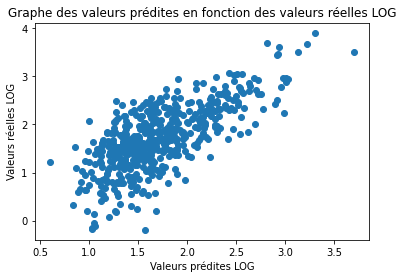 Graphe des valeurs prédites en fonction des valeurs réelles LOG
4
3
2
1
0
Valeurs réelles LOG
0.5 1.0 1.5 2.0 2.5 3.0 3.5
Valeurs prédites LOG